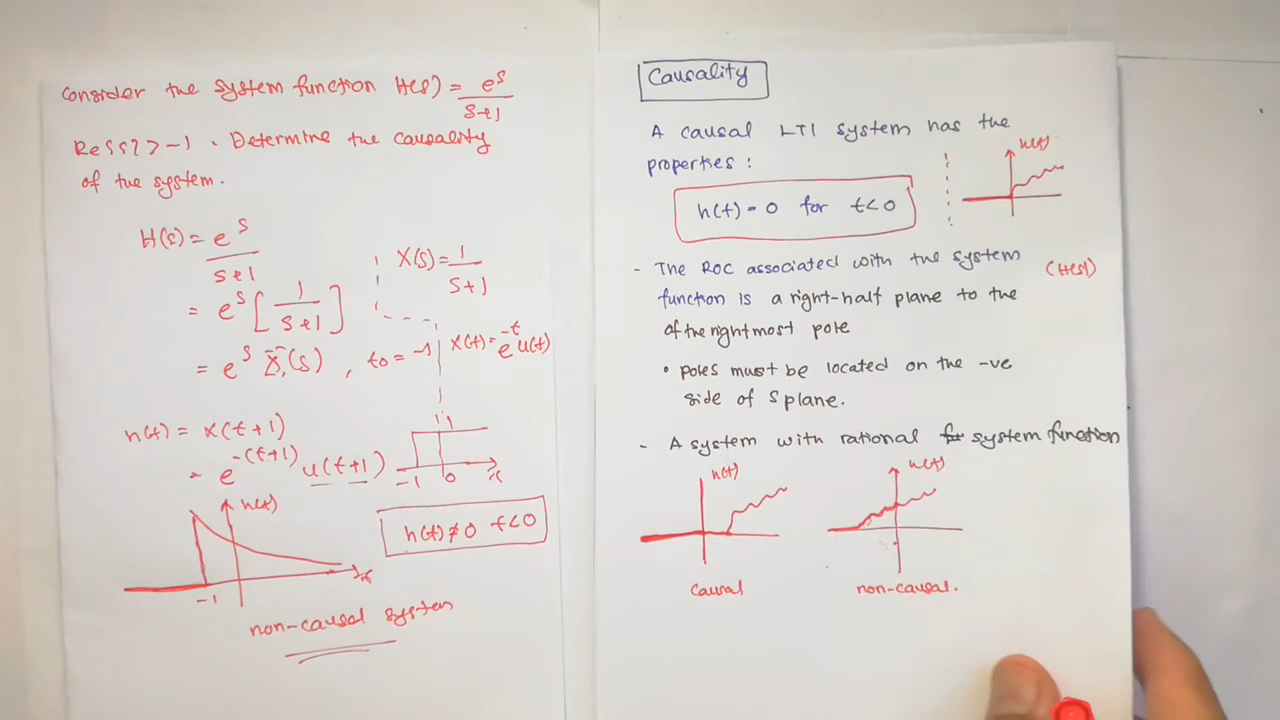 Consider the system function H(s) = e^s / s+1
Re{s} > -1 . Determine the causality
of the system.
H(s) = e^s / s+1
= e^s [ 1 / s+1 ]
= e^s X(s) , to = -1
X(s) = 1 / s+1
x(t) = e^-t u(t)
h(t) = x(t+1)
= e^-(t+1) u(t+1)
1
-1 0
h(t)
-1
h(t) ≠ 0 t<0
non-causal system
Causality
A causal LTI system has the
properties :
h(t) = 0 for t<0
h(t)
- The ROC associated with the system (H(s))
function is a right-half plane to the
of the rightmost pole
• poles must be located on the -ve
side of s plane.
- A system with rational system function
h(t)
h(t)
causal
non-causal.